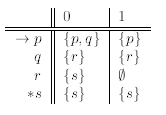 0 1
→ p {p, q} {p}
q {r} {r}
r {s} ∅
*s {s} {s}